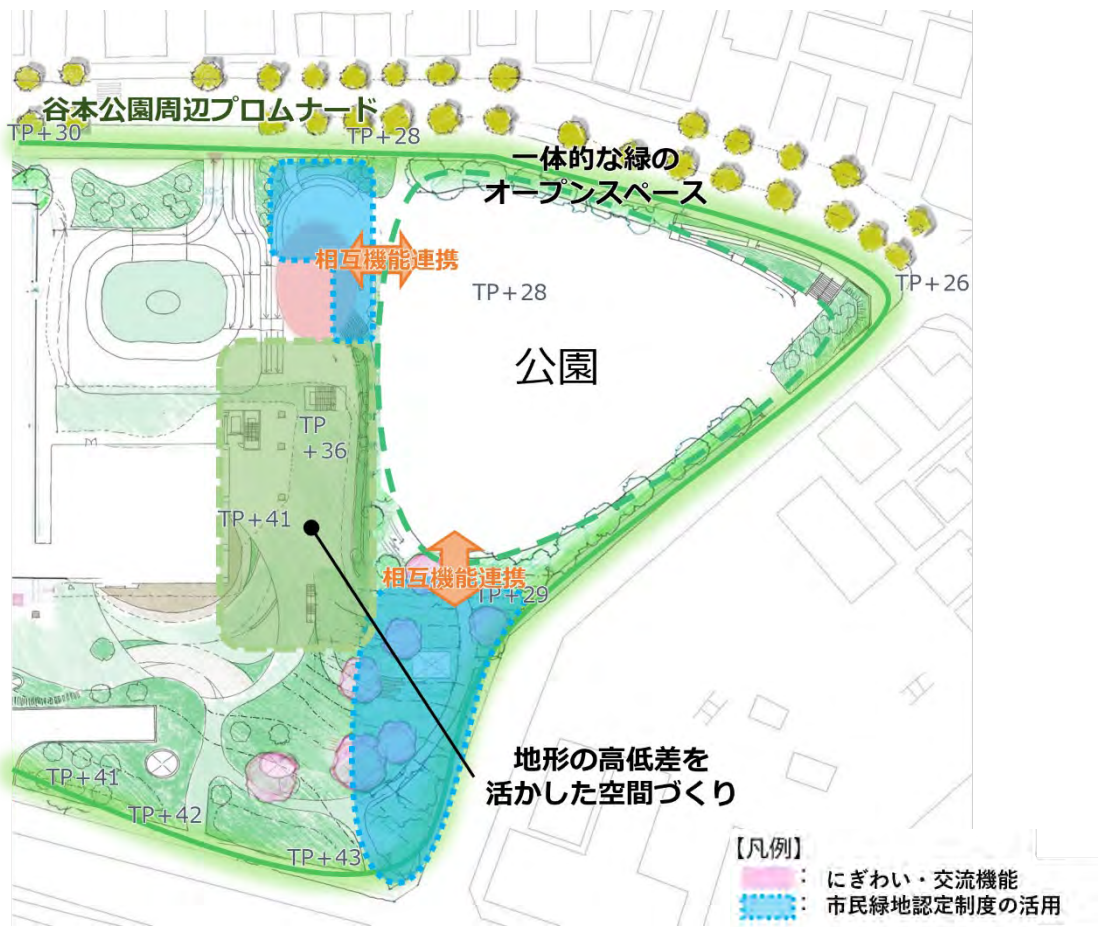 谷本公園周辺プロムナード
TP+30
TP+28
一体的な緑の
オープンスペース
相互機能連携
TP+28
TP+26
公園
TP
+36
TP+41
相互機能連携
TP+29
地形の高低差を
活かした空間づくり
TP+41
TP+42
TP+43
【凡例】
： にぎわい・交流機能
： 市民緑地認定制度の活用